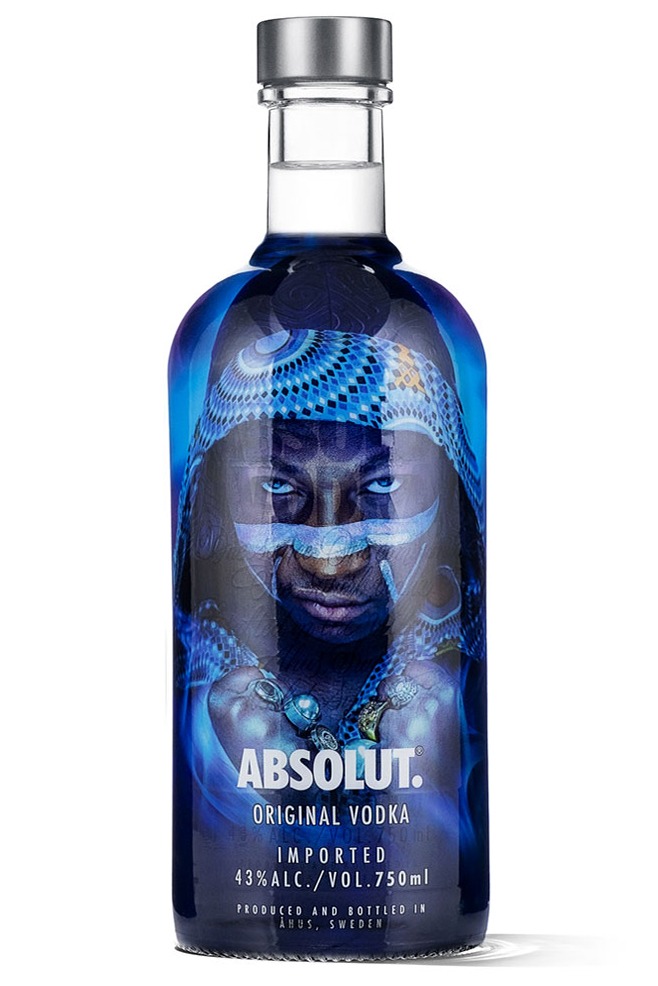 ABSOLUT.®
ORIGINAL VODKA
IMPORTED
43%ALC./VOL.750ml
PRODUCED AND BOTTLED IN
ÅHUS, SWEDEN